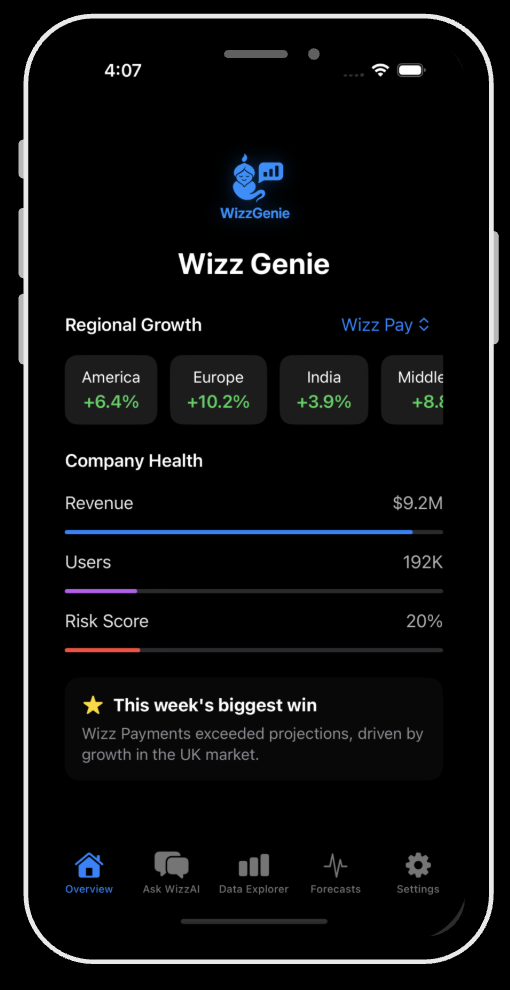 4:07
WizzGenie
Wizz Genie
Regional Growth Wizz Pay
America Europe India Middle
+6.4% +10.2% +3.9% +8.8
Company Health
Revenue $9.2M
Users 192K
Risk Score 20%
This week's biggest win
Wizz Payments exceeded projections, driven by
growth in the UK market.
Overview Ask WizzAI Data Explorer Forecasts Settings